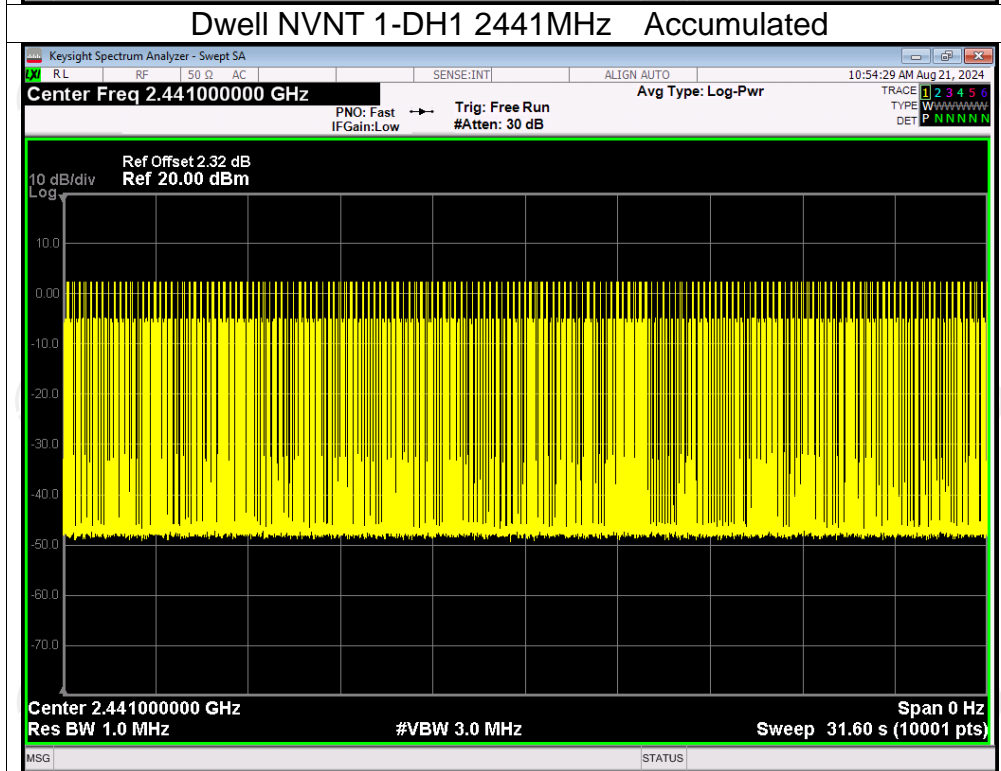 Dwell NVNT 1-DH1 2441MHz Accumulated
Keysight Spectrum Analyzer - Swept SA
LXI RL RF 50 Ω AC SENSE:INT ALIGN AUTO 10:54:29 AM Aug 21, 2024
Center Freq 2.441000000 GHz
PNO: Fast
IFGain:Low
Trig: Free Run
#Atten: 30 dB
Avg Type: Log-Pwr
TRACE 1 2 3 4 5 6
TYPE WWWWWW
DET P N N N N N
Ref Offset 2.32 dB
10 dB/div Ref 20.00 dBm
Log
10.0
0.00
-10.0
-20.0
-30.0
-40.0
-50.0
-60.0
-70.0
Center 2.441000000 GHz Span 0 Hz
Res BW 1.0 MHz #VBW 3.0 MHz Sweep 31.60 s (10001 pts)
MSG STATUS